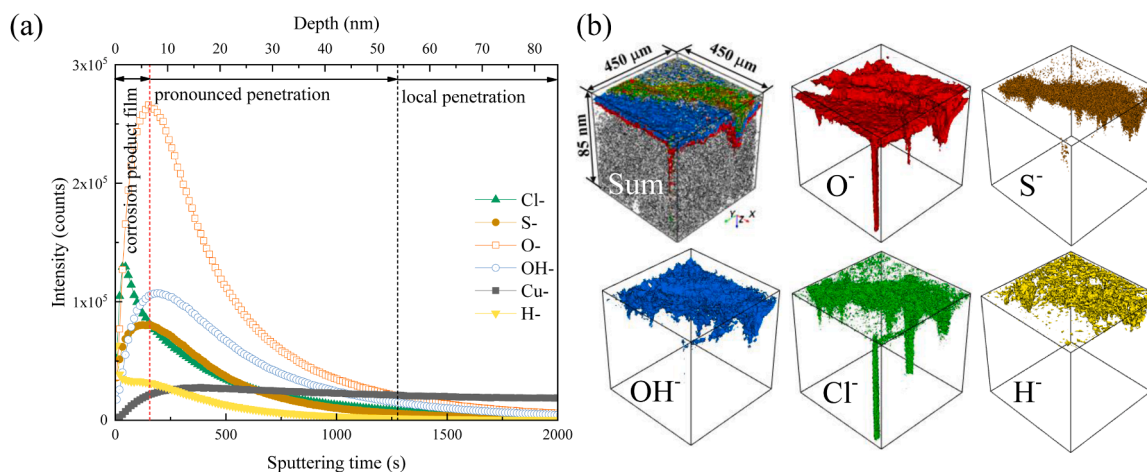 (a)
Depth (nm)
0 10 20 30 40 50 60 70 80
3x10⁵
2x10⁵
1x10⁵
0
Intensity (counts)
corrosion product film
pronounced penetration
local penetration
Cl-
S-
O-
OH-
Cu-
H-
0 500 1000 1500 2000
Sputtering time (s)
(b)
450 μm
450 μm
85 nm
Sum
Y Z X
O⁻
S⁻
OH⁻
Cl⁻
H⁻